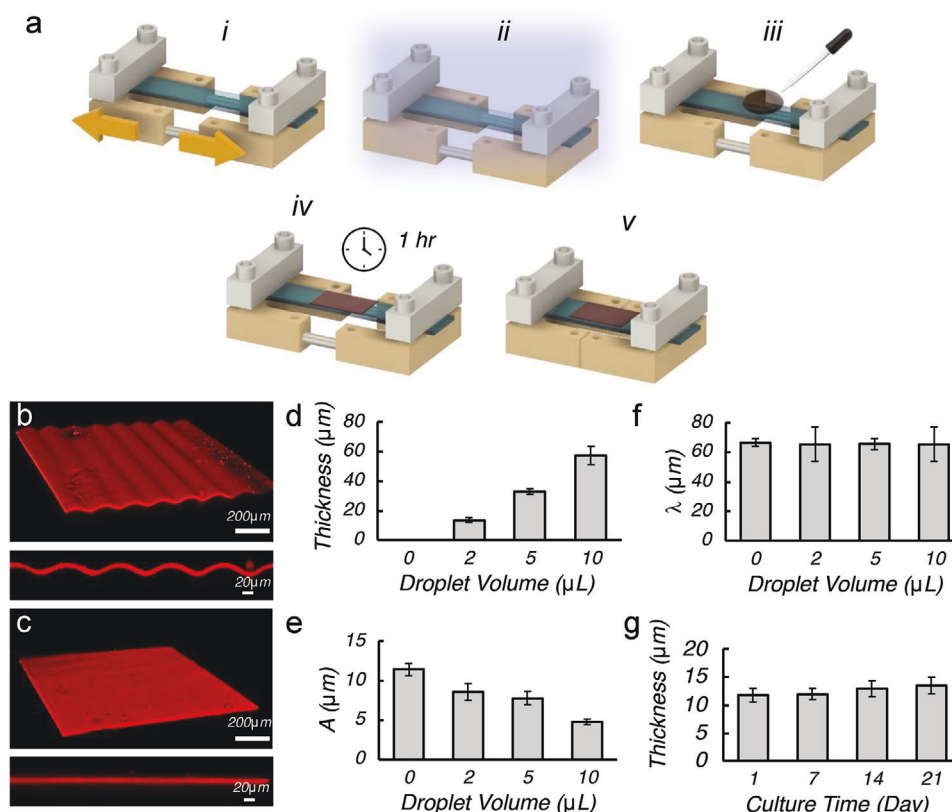 a
i
ii
iii
iv
1 hr
v
b
200μm
20μm
c
200μm
20μm
d
Thickness (μm)
80
60
40
20
0
0 2 5 10
Droplet Volume (μL)
e
A (μm)
15
10
5
0
0 2 5 10
Droplet Volume (μL)
f
λ (μm)
80
60
40
20
0
0 2 5 10
Droplet Volume (μL)
g
Thickness (μm)
20
15
10
5
0
1 7 14 21
Culture Time (Day)